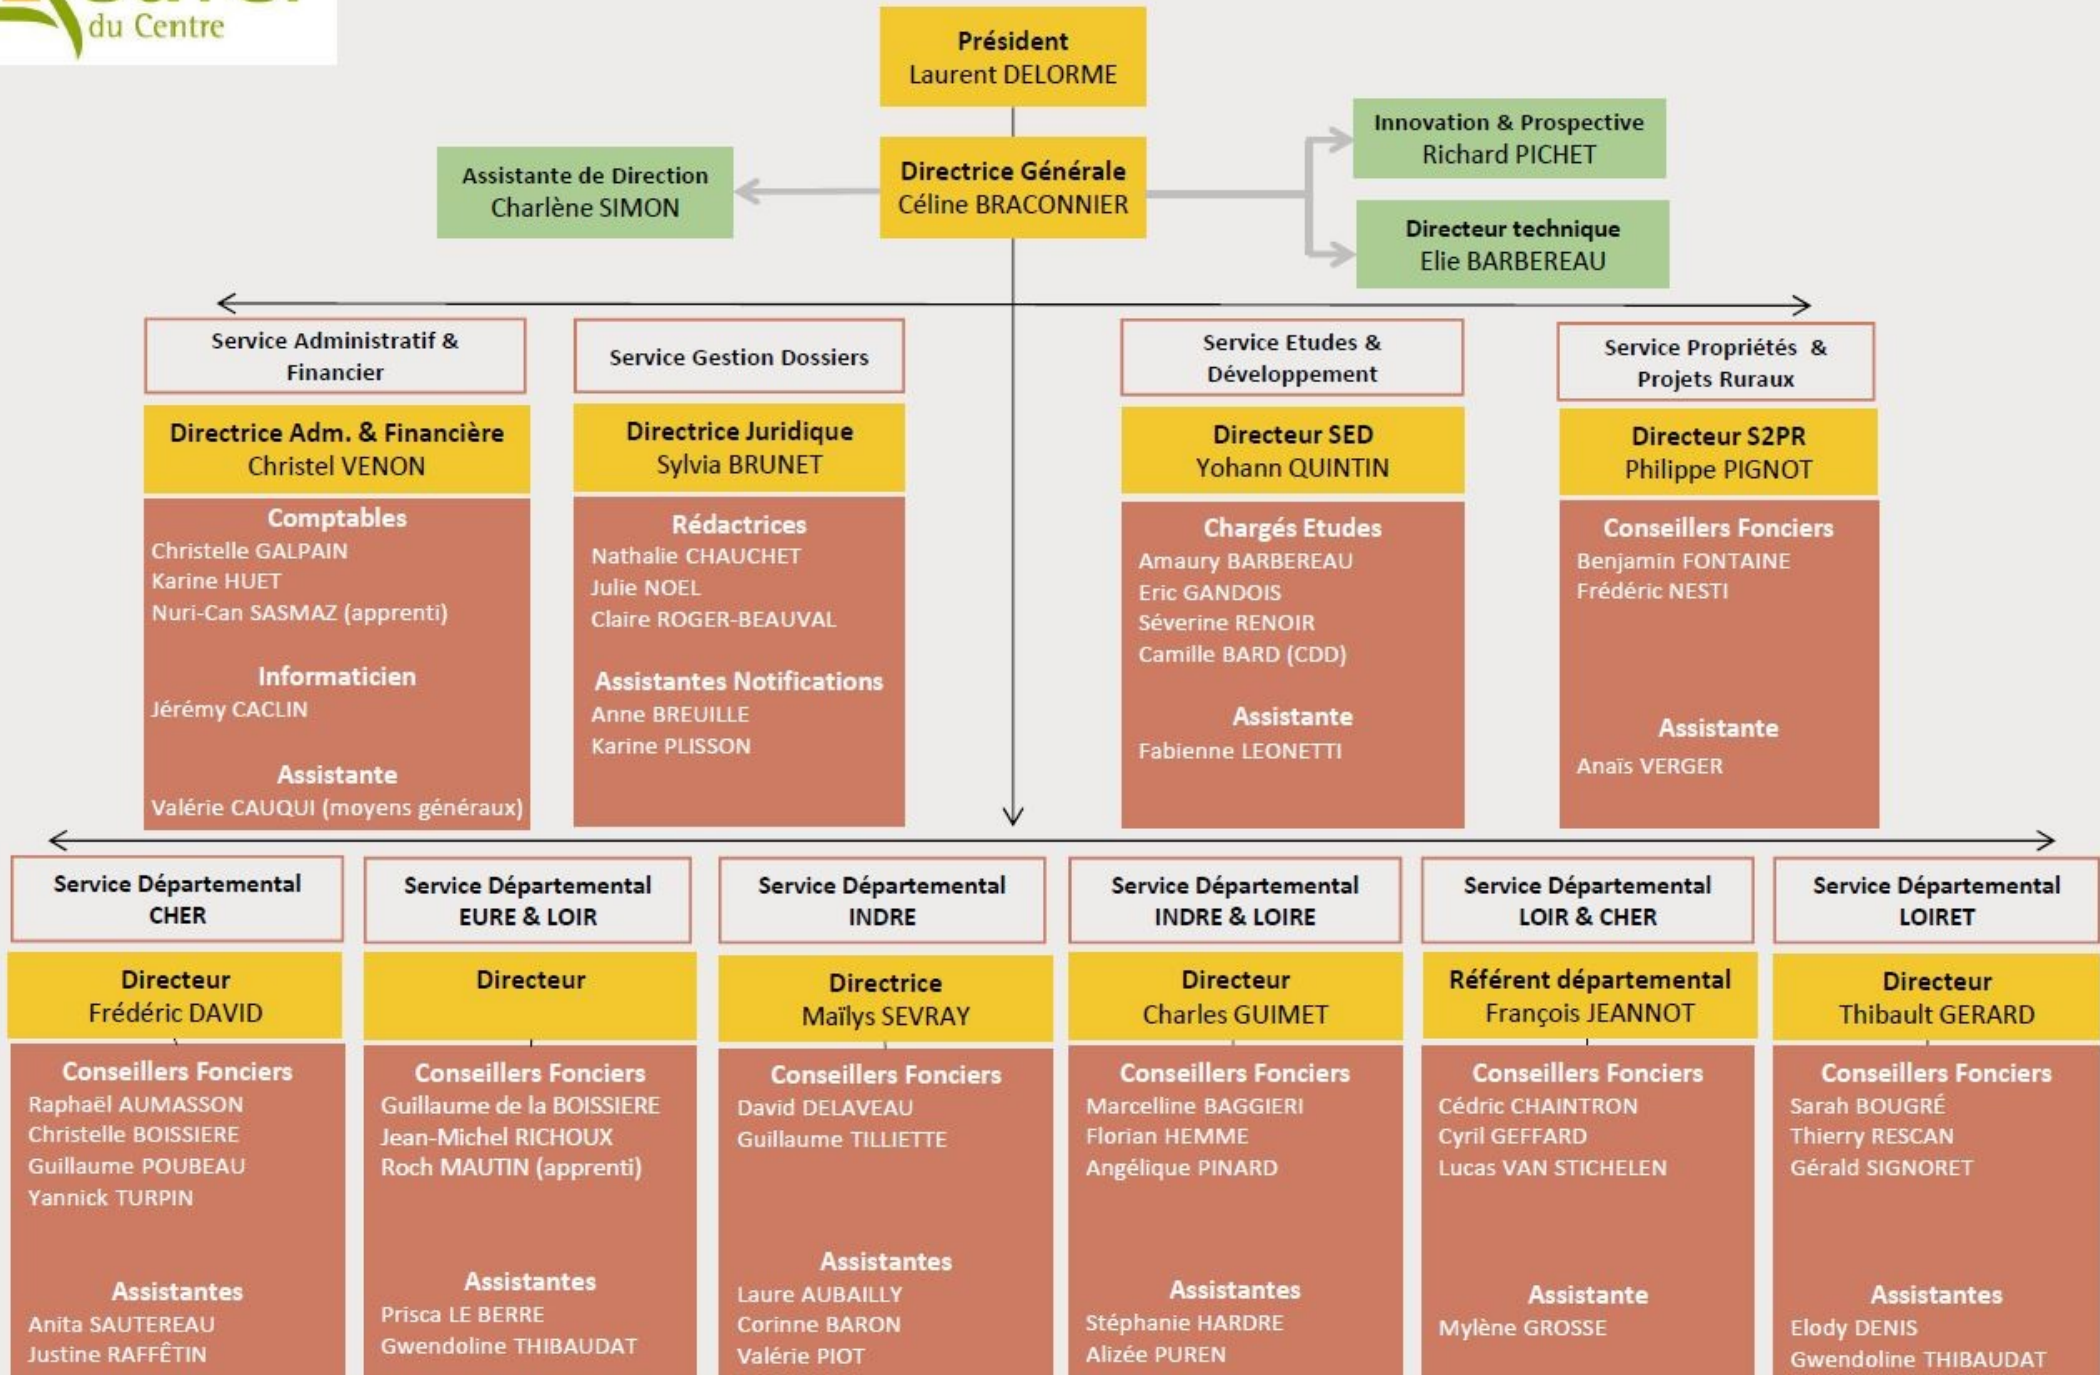 du Centre
Président
Laurent DELORME
Directrice Générale
Céline BRACONNIER
Assistante de Direction
Charlène SIMON
Innovation & Prospective
Richard PICHET
Directeur technique
Elie BARBEREAU
Service Administratif &
Financier
Directrice Adm. & Financière
Christel VENON
Comptables
Christelle GALPAIN
Karine HUET
Nuri-Can SASMAZ (apprenti)
Informaticien
Jérémy CACLIN
Assistante
Valérie CAUQUI (moyens généraux)
Service Gestion Dossiers
Directrice Juridique
Sylvia BRUNET
Rédactrices
Nathalie CHAUCHET
Julie NOEL
Claire ROGER-BEAUVAL
Assistantes Notifications
Anne BREUILLE
Karine PLISSON
Service Etudes &
Développement
Directeur SED
Yohann QUINTIN
Chargés Etudes
Amaury BARBEREAU
Eric GANDOIS
Séverine RENOIR
Camille BARD (CDD)
Assistante
Fabienne LEONETTI
Service Propriétés &
Projets Ruraux
Directeur S2PR
Philippe PIGNOT
Conseillers Fonciers
Benjamin FONTAINE
Frédéric NESTI
Assistante
Anaïs VERGER
Service Départemental
CHER
Directeur
Frédéric DAVID
Conseillers Fonciers
Raphaël AUMASSON
Christelle BOISSIERE
Guillaume POUBEAU
Yannick TURPIN
Assistantes
Anita SAUTEREAU
Justine RAFFÊTIN
Service Départemental
EURE & LOIR
Directeur
Conseillers Fonciers
Guillaume de la BOISSIERE
Jean-Michel RICHOUX
Roch MAUTIN (apprenti)
Assistantes
Prisca LE BERRE
Gwendoline THIBAUDAT
Service Départemental
INDRE
Directrice
Maïlys SEVRAY
Conseillers Fonciers
David DELAVEAU
Guillaume TILLIETTE
Assistantes
Laure AUBAILLY
Corinne BARON
Valérie PIOT
Service Départemental
INDRE & LOIRE
Directeur
Charles GUIMET
Conseillers Fonciers
Marcelline BAGGIERI
Florian HEMME
Angélique PINARD
Assistantes
Stéphanie HARDRE
Alizée PUREN
Service Départemental
LOIR & CHER
Référent départemental
François JEANNOT
Conseillers Fonciers
Cédric CHAINTRON
Cyril GEFFARD
Lucas VAN STICHELEN
Assistante
Mylène GROSSE
Service Départemental
LOIRET
Directeur
Thibault GERARD
Conseillers Fonciers
Sarah BOUGRÉ
Thierry RESCAN
Gérald SIGNORET
Assistantes
Elody DENIS
Gwendoline THIBAUDAT